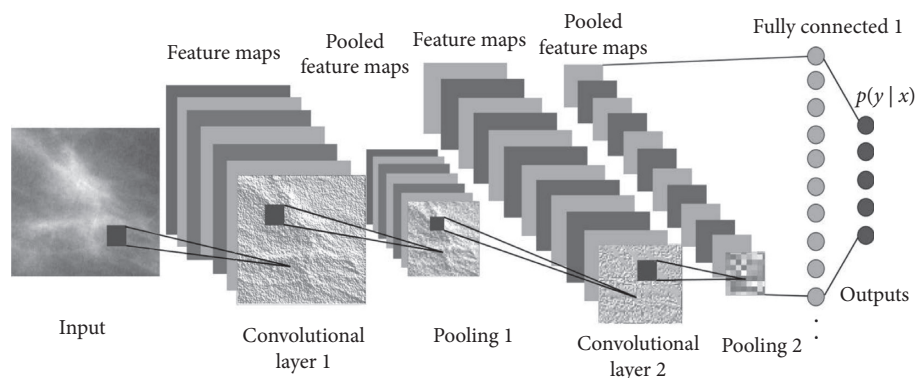 Feature maps
Pooled
feature maps
Feature maps
Pooled
feature maps
Fully connected 1
p(y | x)
Input
Convolutional
layer 1
Pooling 1
Convolutional
layer 2
Pooling 2
Outputs